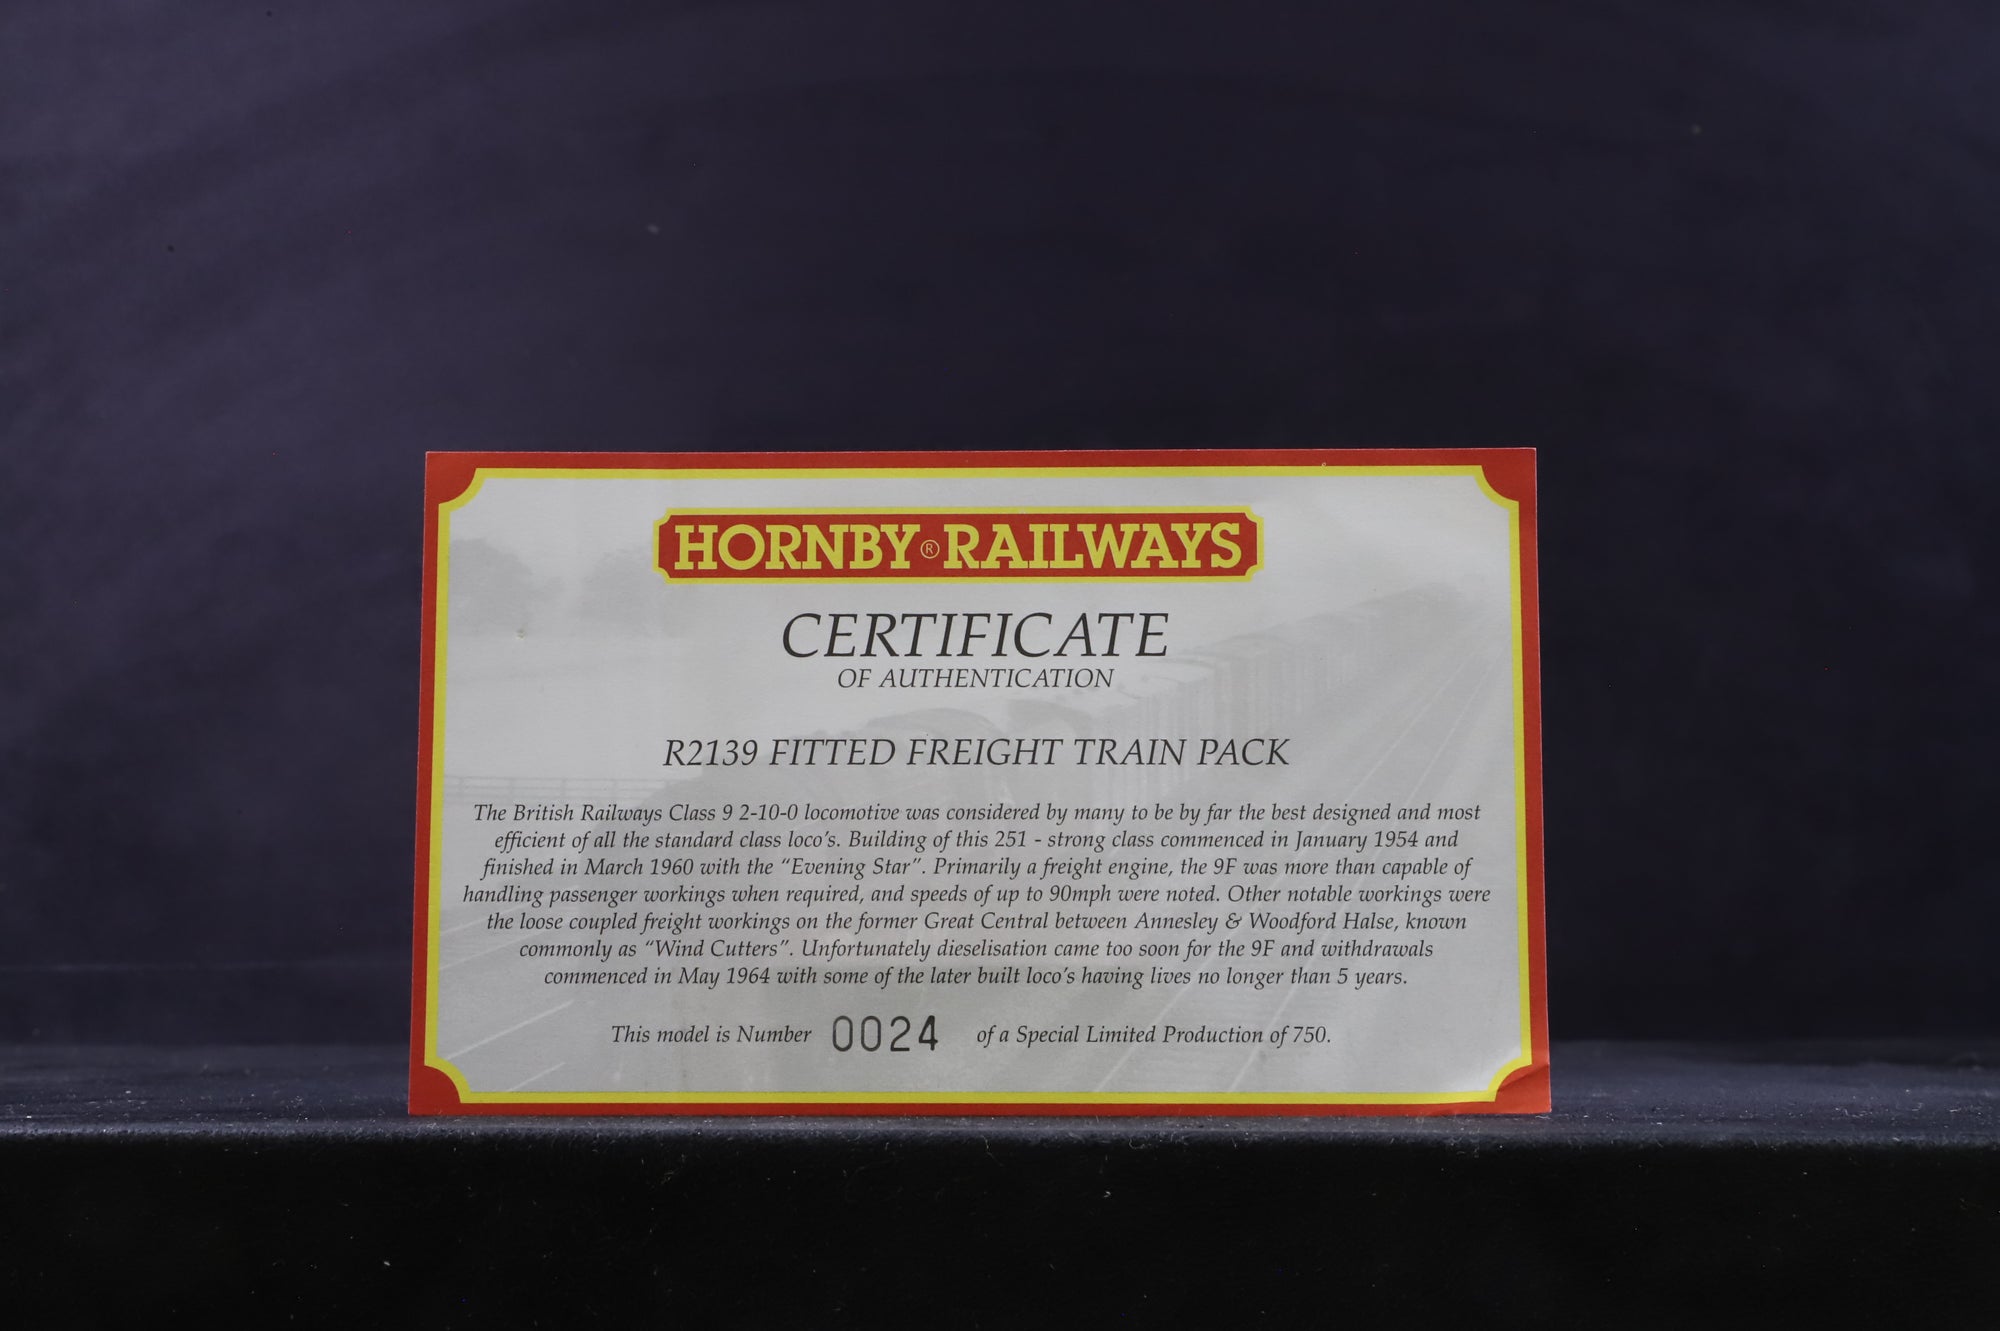 HORNBY® RAILWAYS
CERTIFICATE
OF AUTHENTICATION
R2139 FITTED FREIGHT TRAIN PACK
The British Railways Class 9 2-10-0 locomotive was considered by many to be by far the best designed and most
efficient of all the standard class loco's. Building of this 251 - strong class commenced in January 1954 and
finished in March 1960 with the "Evening Star". Primarily a freight engine, the 9F was more than capable of
handling passenger workings when required, and speeds of up to 90mph were noted. Other notable workings were
the loose coupled freight workings on the former Great Central between Annesley & Woodford Halse, known
commonly as "Wind Cutters". Unfortunately dieselisation came too soon for the 9F and withdrawals
commenced in May 1964 with some of the later built loco's having lives no longer than 5 years.
This model is Number 0024 of a Special Limited Production of 750.